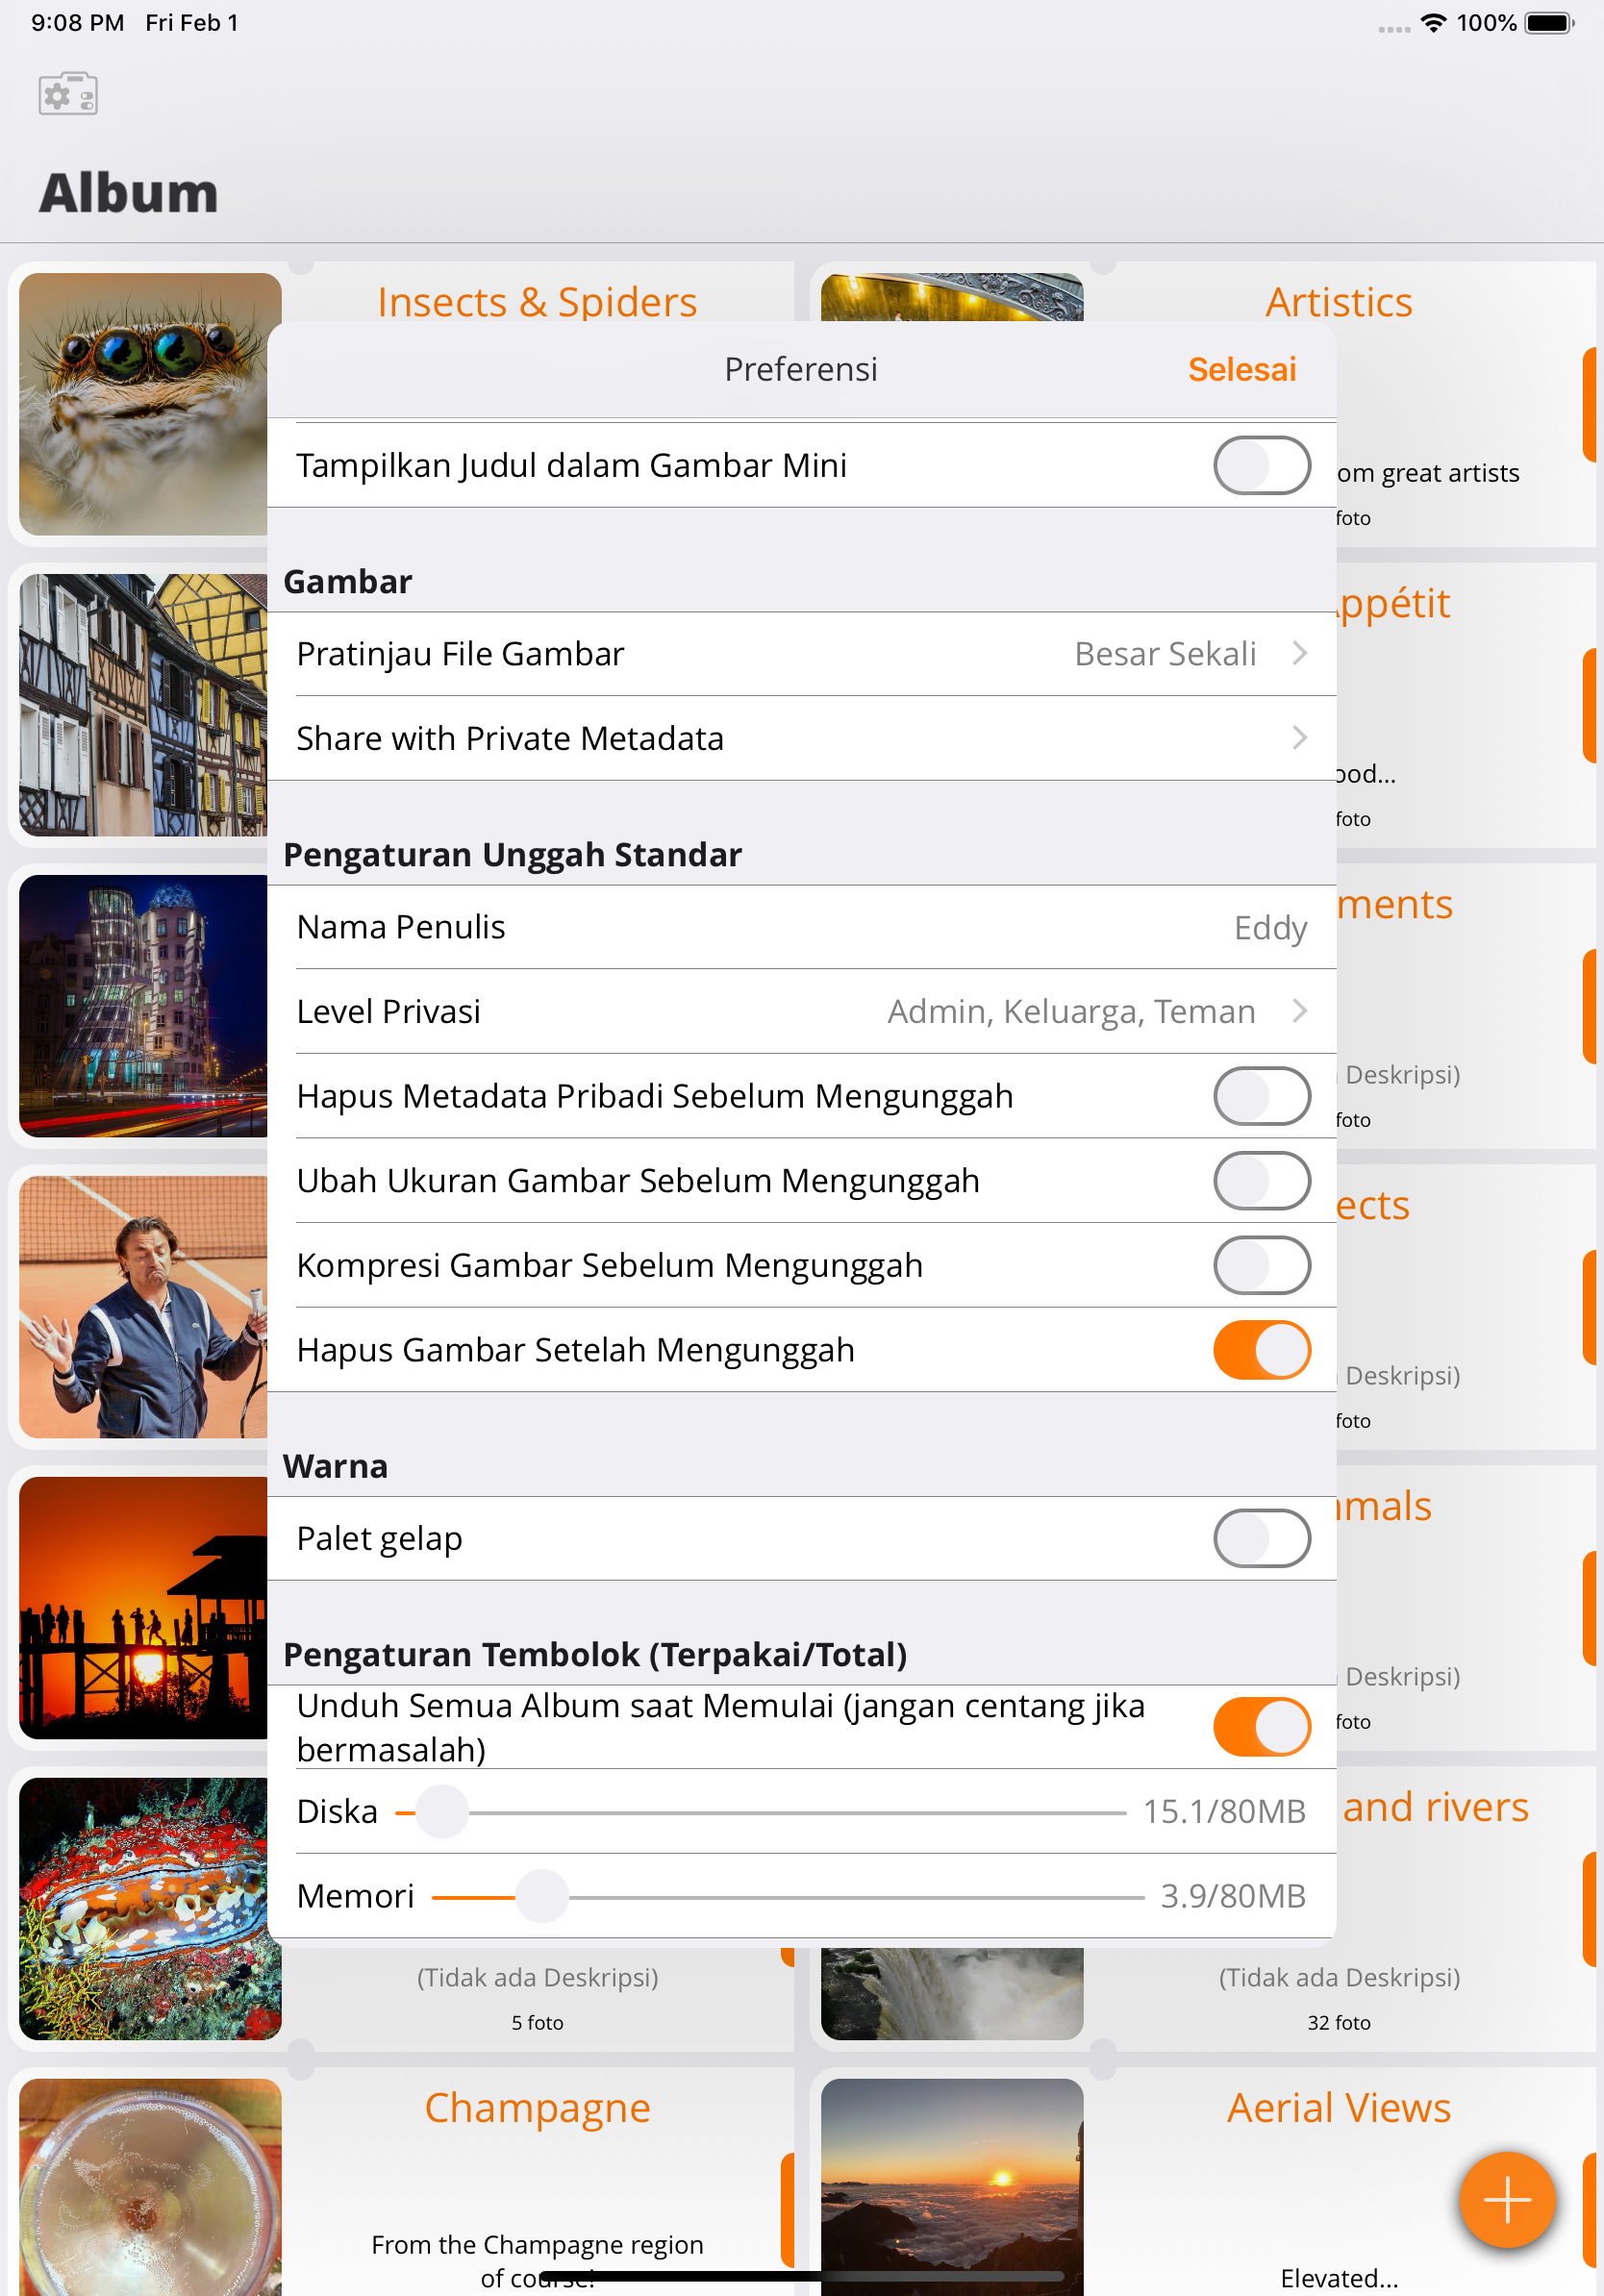 9:08 PM Fri Feb 1
100%
Album
Insects & Spiders
Artistics
Preferensi
Selesai
Tampilkan Judul dalam Gambar Mini
om great artists
foto
Gambar
ppétit
Pratinjau File Gambar
Besar Sekali
Share with Private Metadata
ood...
foto
Pengaturan Unggah Standar
ments
Nama Penulis
Eddy
Level Privasi
Admin, Keluarga, Teman
Deskripsi)
Hapus Metadata Pribadi Sebelum Mengunggah
foto
Ubah Ukuran Gambar Sebelum Mengunggah
ects
Kompresi Gambar Sebelum Mengunggah
Hapus Gambar Setelah Mengunggah
Deskripsi)
foto
Warna
mals
Palet gelap
Pengaturan Tembolok (Terpakai/Total)
Deskripsi)
Unduh Semua Album saat Memulai (jangan centang jika
bermasalah)
foto
Diska
15.1/80MB
and rivers
Memori
3.9/80MB
(Tidak ada Deskripsi)
5 foto
(Tidak ada Deskripsi)
32 foto
Champagne
From the Champagne region
of course!
Aerial Views
Elevated...